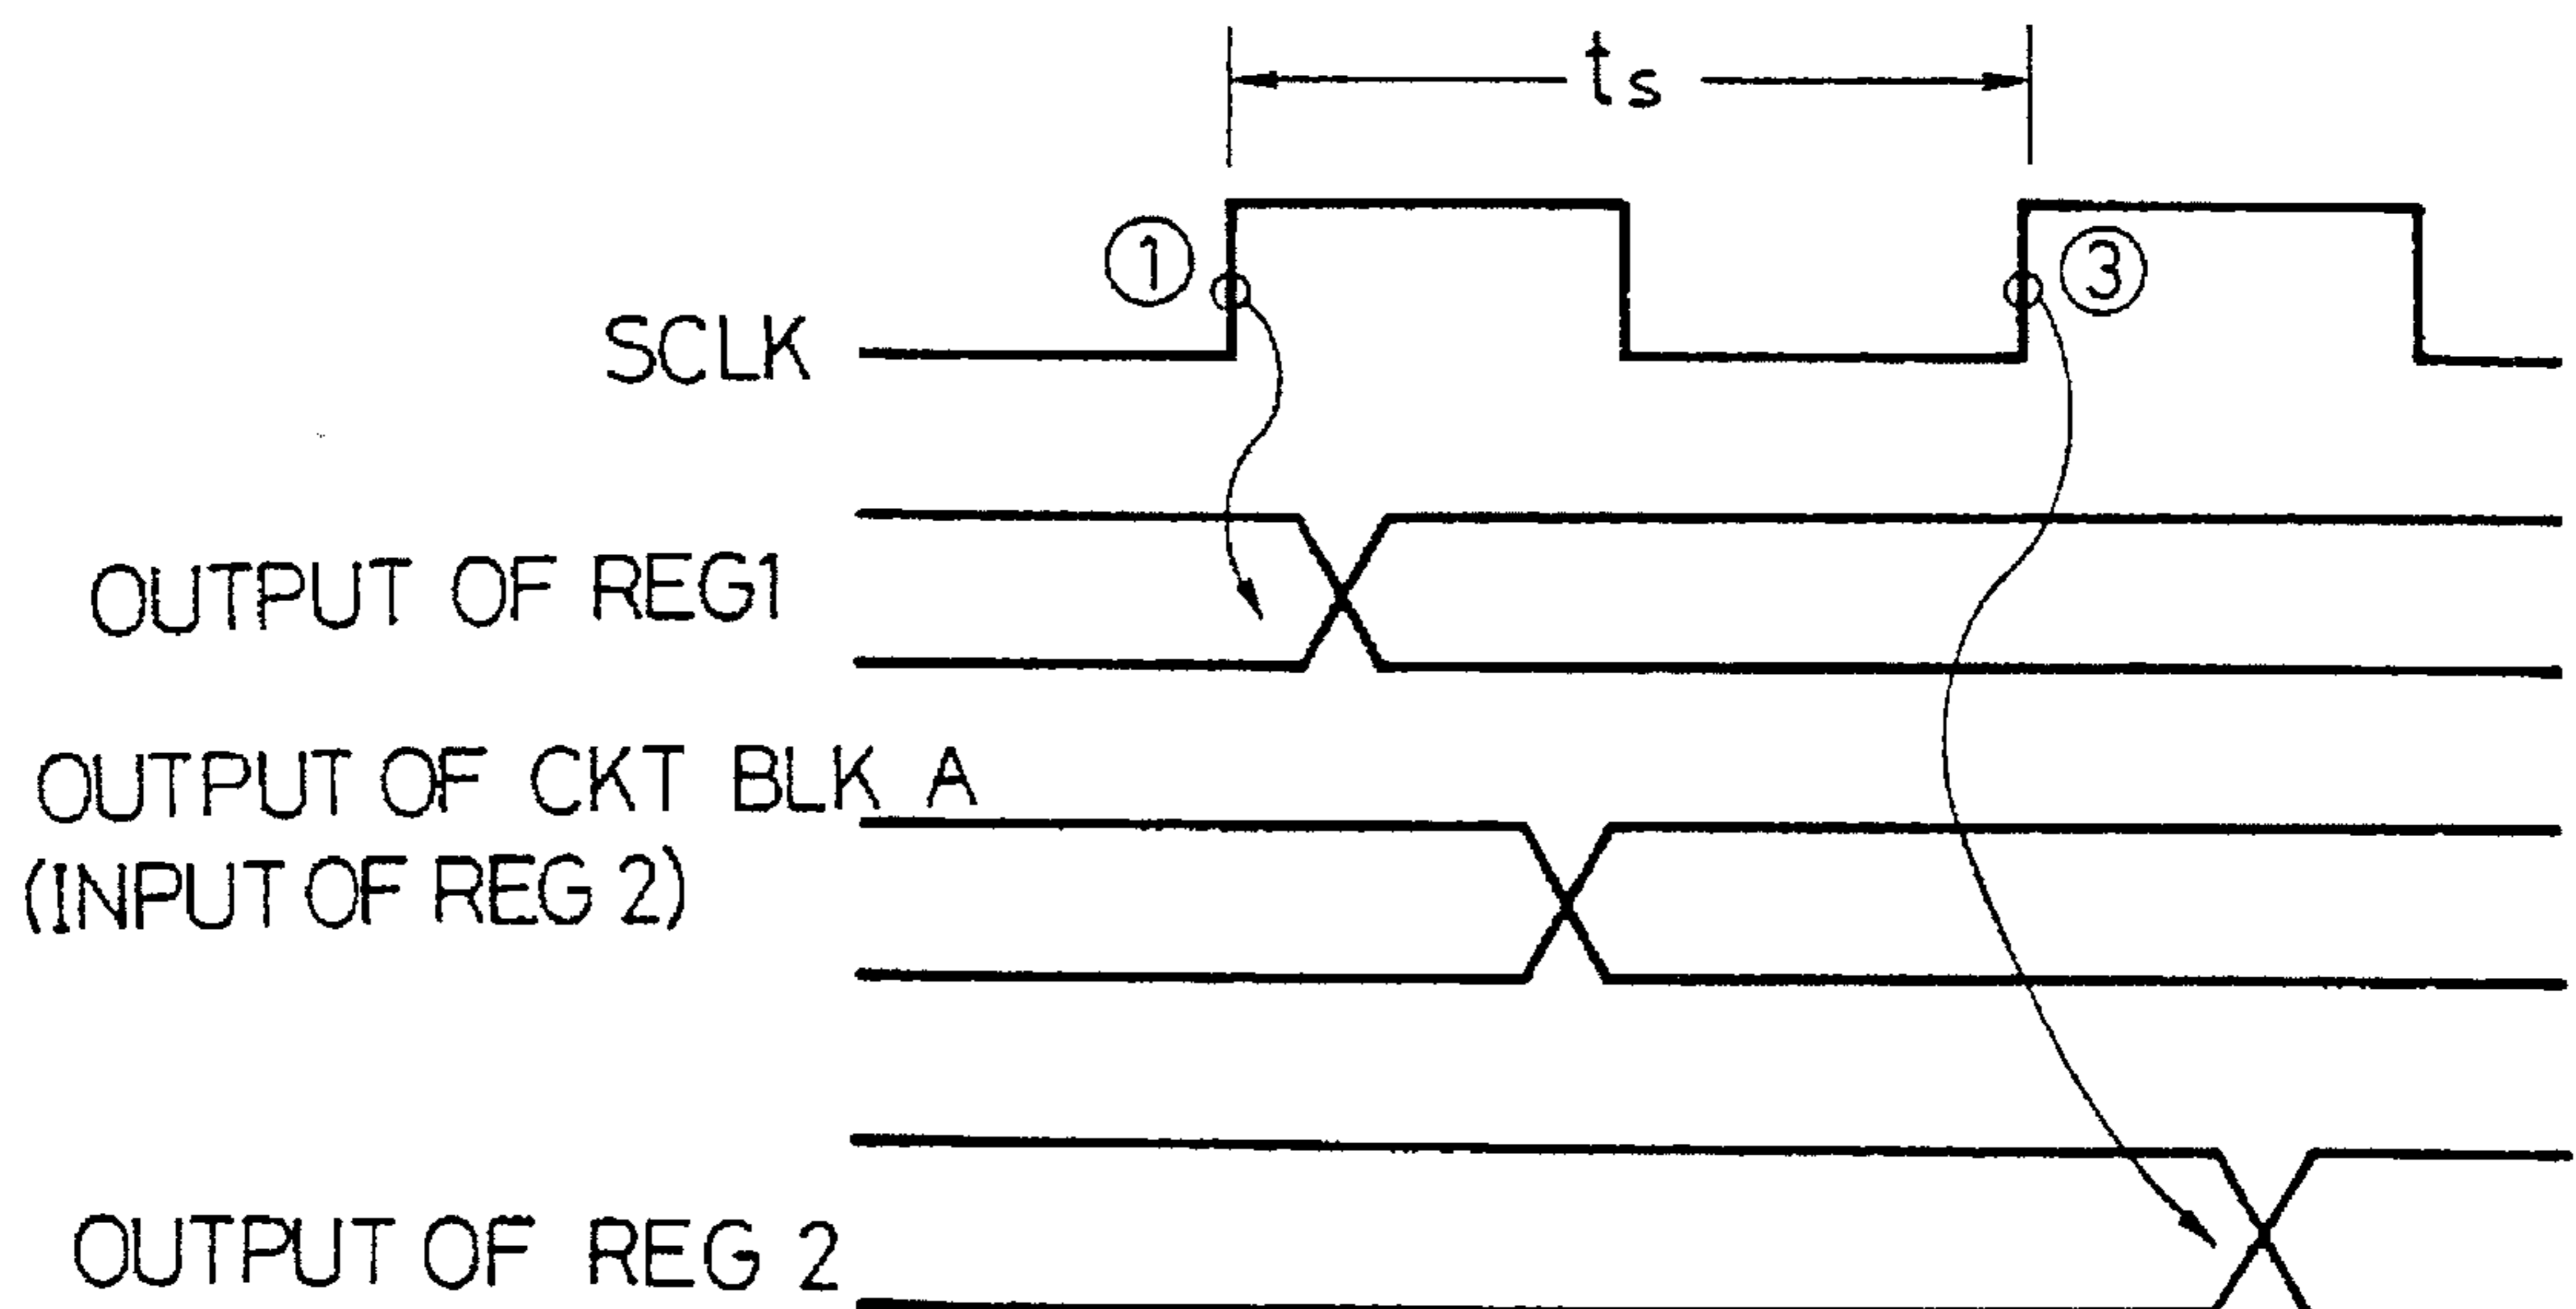 ts
① ③
SCLK
OUTPUT OF REG1
OUTPUT OF CKT BLK A
(INPUT OF REG 2)
OUTPUT OF REG 2